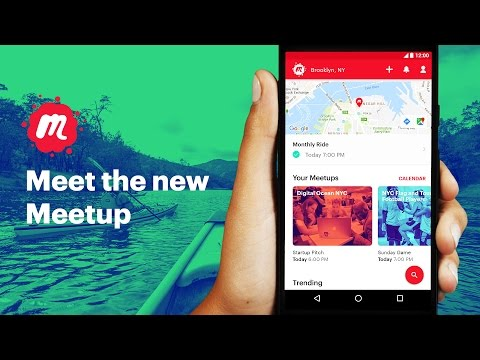 m
Meet the new
Meetup
12:00
m
Brooklyn, NY
Google
Monthly Ride
Today 7:00 PM
Your Meetups
CALENDAR
Digital Ocean NYC
NYC Flag and Touch
Football Players
Startup Pitch
Today 6:00 PM
Sunday Game
Today 7:00 PM
Trending